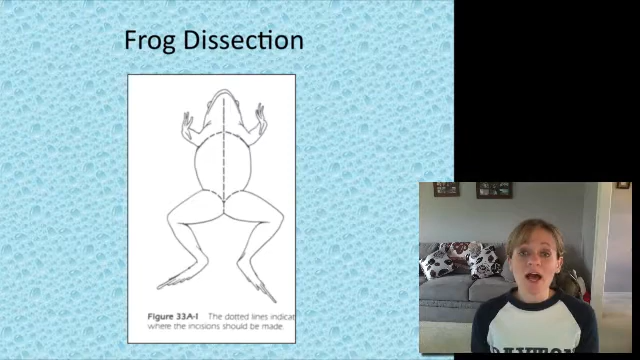 Frog Dissection
Figure 33A-1 The dotted lines indicat
where the incisions should be made